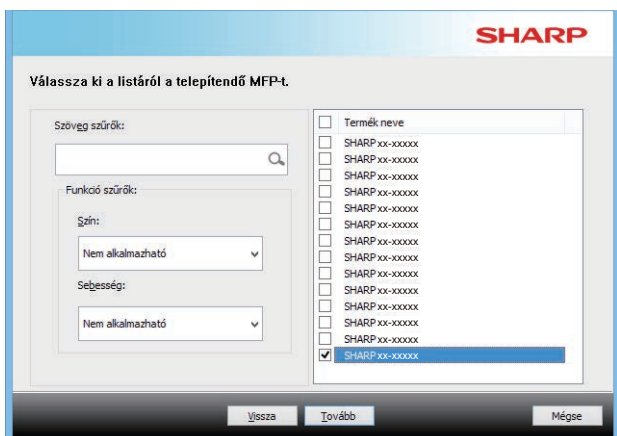 SHARP
Válassza ki a listáról a telepítendő MFP-t.
Szöveg szűrők:
Funkció szűrők:
Szín:
Nem alkalmazható
Sebesség:
Nem alkalmazható
Termék neve
SHARP xx-xxxxx
SHARP xx-xxxxx
SHARP xx-xxxxx
SHARP xx-xxxxx
SHARP xx-xxxxx
SHARP xx-xxxxx
SHARP xx-xxxxx
SHARP xx-xxxxx
SHARP xx-xxxxx
SHARP xx-xxxxx
SHARP xx-xxxxx
SHARP xx-xxxxx
SHARP xx-xxxxx
SHARP xx-xxxxx
Vissza Tovább Mégse